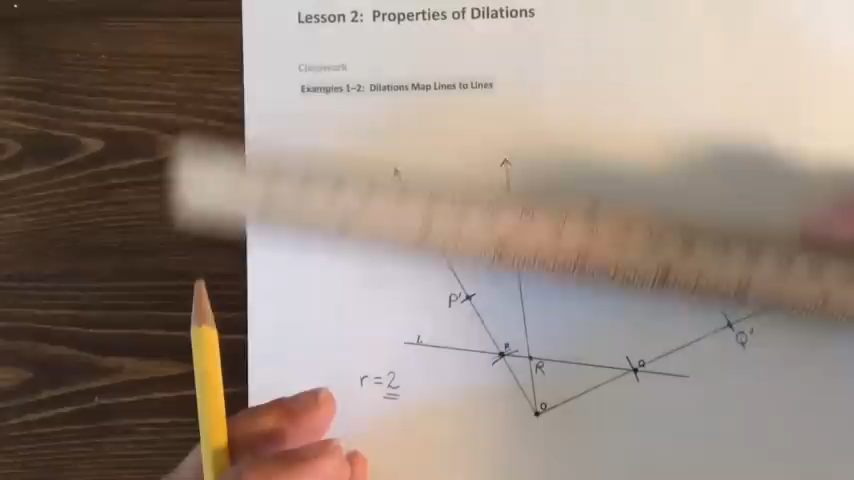 Lesson 2: Properties of Dilations
Classwork
Examples 1–2: Dilations Map Lines to Lines
P'
Q'
L
P
R
Q
r=2
O